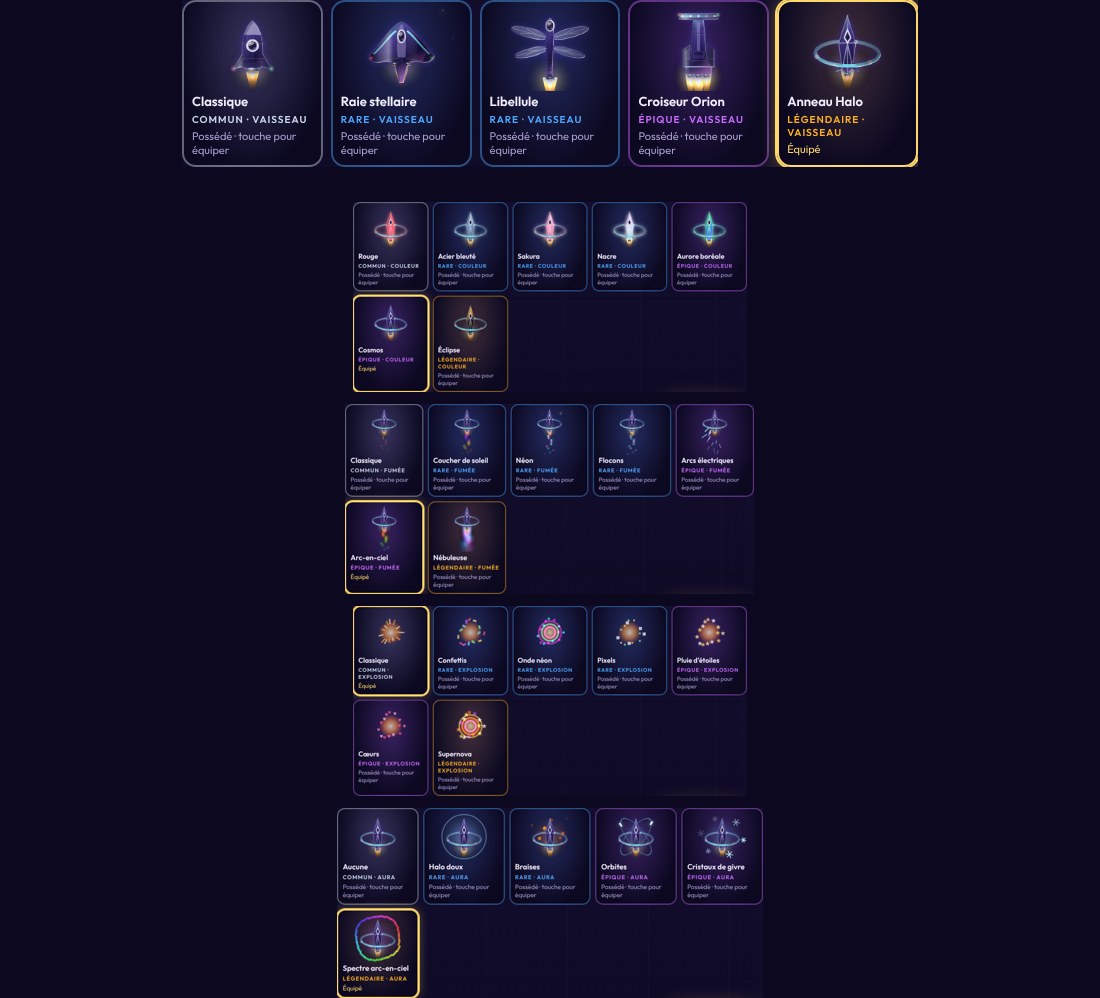 Classique
COMMUN · VAISSEAU
Possédé · touche pour
équiper
Raie stellaire
RARE · VAISSEAU
Possédé · touche pour
équiper
Libellule
RARE · VAISSEAU
Possédé · touche pour
équiper
Croiseur Orion
ÉPIQUE · VAISSEAU
Possédé · touche pour
équiper
Anneau Halo
LÉGENDAIRE ·
VAISSEAU
Équipé
Rouge
COMMUN · COULEUR
Possédé · touche pour
équiper
Acier bleuté
RARE · COULEUR
Possédé · touche pour
équiper
Sakura
RARE · COULEUR
Possédé · touche pour
équiper
Nacre
RARE · COULEUR
Possédé · touche pour
équiper
Aurore boréale
ÉPIQUE · COULEUR
Possédé · touche pour
équiper
Cosmos
ÉPIQUE · COULEUR
Équipé
Éclipse
LÉGENDAIRE ·
COULEUR
Possédé · touche pour
équiper
Classique
COMMUN · FUMÉE
Possédé · touche pour
équiper
Coucher de soleil
RARE · FUMÉE
Possédé · touche pour
équiper
Néon
RARE · FUMÉE
Possédé · touche pour
équiper
Flocons
RARE · FUMÉE
Possédé · touche pour
équiper
Arcs électriques
ÉPIQUE · FUMÉE
Possédé · touche pour
équiper
Arc-en-ciel
ÉPIQUE · FUMÉE
Équipé
Nébuleuse
LÉGENDAIRE · FUMÉE
Possédé · touche pour
équiper
Classique
COMMUN ·
EXPLOSION
Équipé
Confettis
RARE · EXPLOSION
Possédé · touche pour
équiper
Onde néon
RARE · EXPLOSION
Possédé · touche pour
équiper
Pixels
RARE · EXPLOSION
Possédé · touche pour
équiper
Pluie d'étoiles
ÉPIQUE · EXPLOSION
Possédé · touche pour
équiper
Cœurs
ÉPIQUE · EXPLOSION
Possédé · touche pour
équiper
Supernova
LÉGENDAIRE ·
EXPLOSION
Possédé · touche pour
équiper
Aucune
COMMUN · AURA
Possédé · touche pour
équiper
Halo doux
RARE · AURA
Possédé · touche pour
équiper
Braises
RARE · AURA
Possédé · touche pour
équiper
Orbites
ÉPIQUE · AURA
Possédé · touche pour
équiper
Cristaux de givre
ÉPIQUE · AURA
Possédé · touche pour
équiper
Spectre arc-en-ciel
LÉGENDAIRE · AURA
Équipé